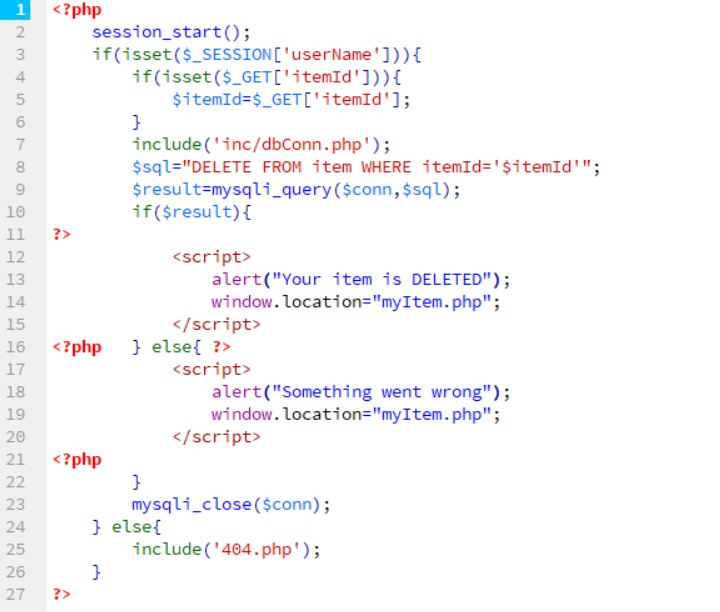 1 <?php
2 session_start();
3 if(isset($_SESSION['userName'])){
4 if(isset($_GET['itemId'])){
5 $itemId=$_GET['itemId'];
6 }
7 include('inc/dbConn.php');
8 $sql="DELETE FROM item WHERE itemId='$itemId'";
9 $result=mysqli_query($conn,$sql);
10 if($result){
11 ?>
12 <script>
13 alert("Your item is DELETED");
14 window.location="myItem.php";
15 </script>
16 <?php } else{ ?>
17 <script>
18 alert("Something went wrong");
19 window.location="myItem.php";
20 </script>
21 <?php
22 }
23 mysqli_close($conn);
24 } else{
25 include('404.php');
26 }
27 ?>